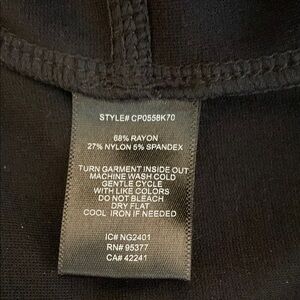 STYLE# CP0558K70
68% RAYON
27% NYLON 5% SPANDEX
TURN GARMENT INSIDE OUT
MACHINE WASH COLD
GENTLE CYCLE
WITH LIKE COLORS
DO NOT BLEACH
DRY FLAT
COOL IRON IF NEEDED
IC# NG2401
RN# 95377
CA# 42241